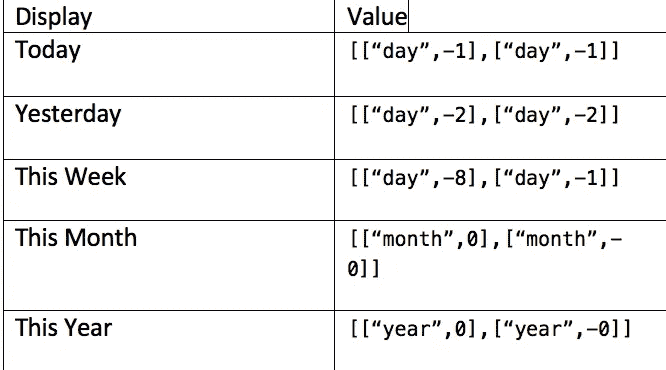 Display Value
Today [[“day”,–1],[“day”,–1]]
Yesterday [[“day”,–2],[“day”,–2]]
This Week [[“day”,–8],[“day”,–1]]
This Month [[“month”,0],[“month”,–
0]]
This Year [[“year”,0],[“year”,–0]]